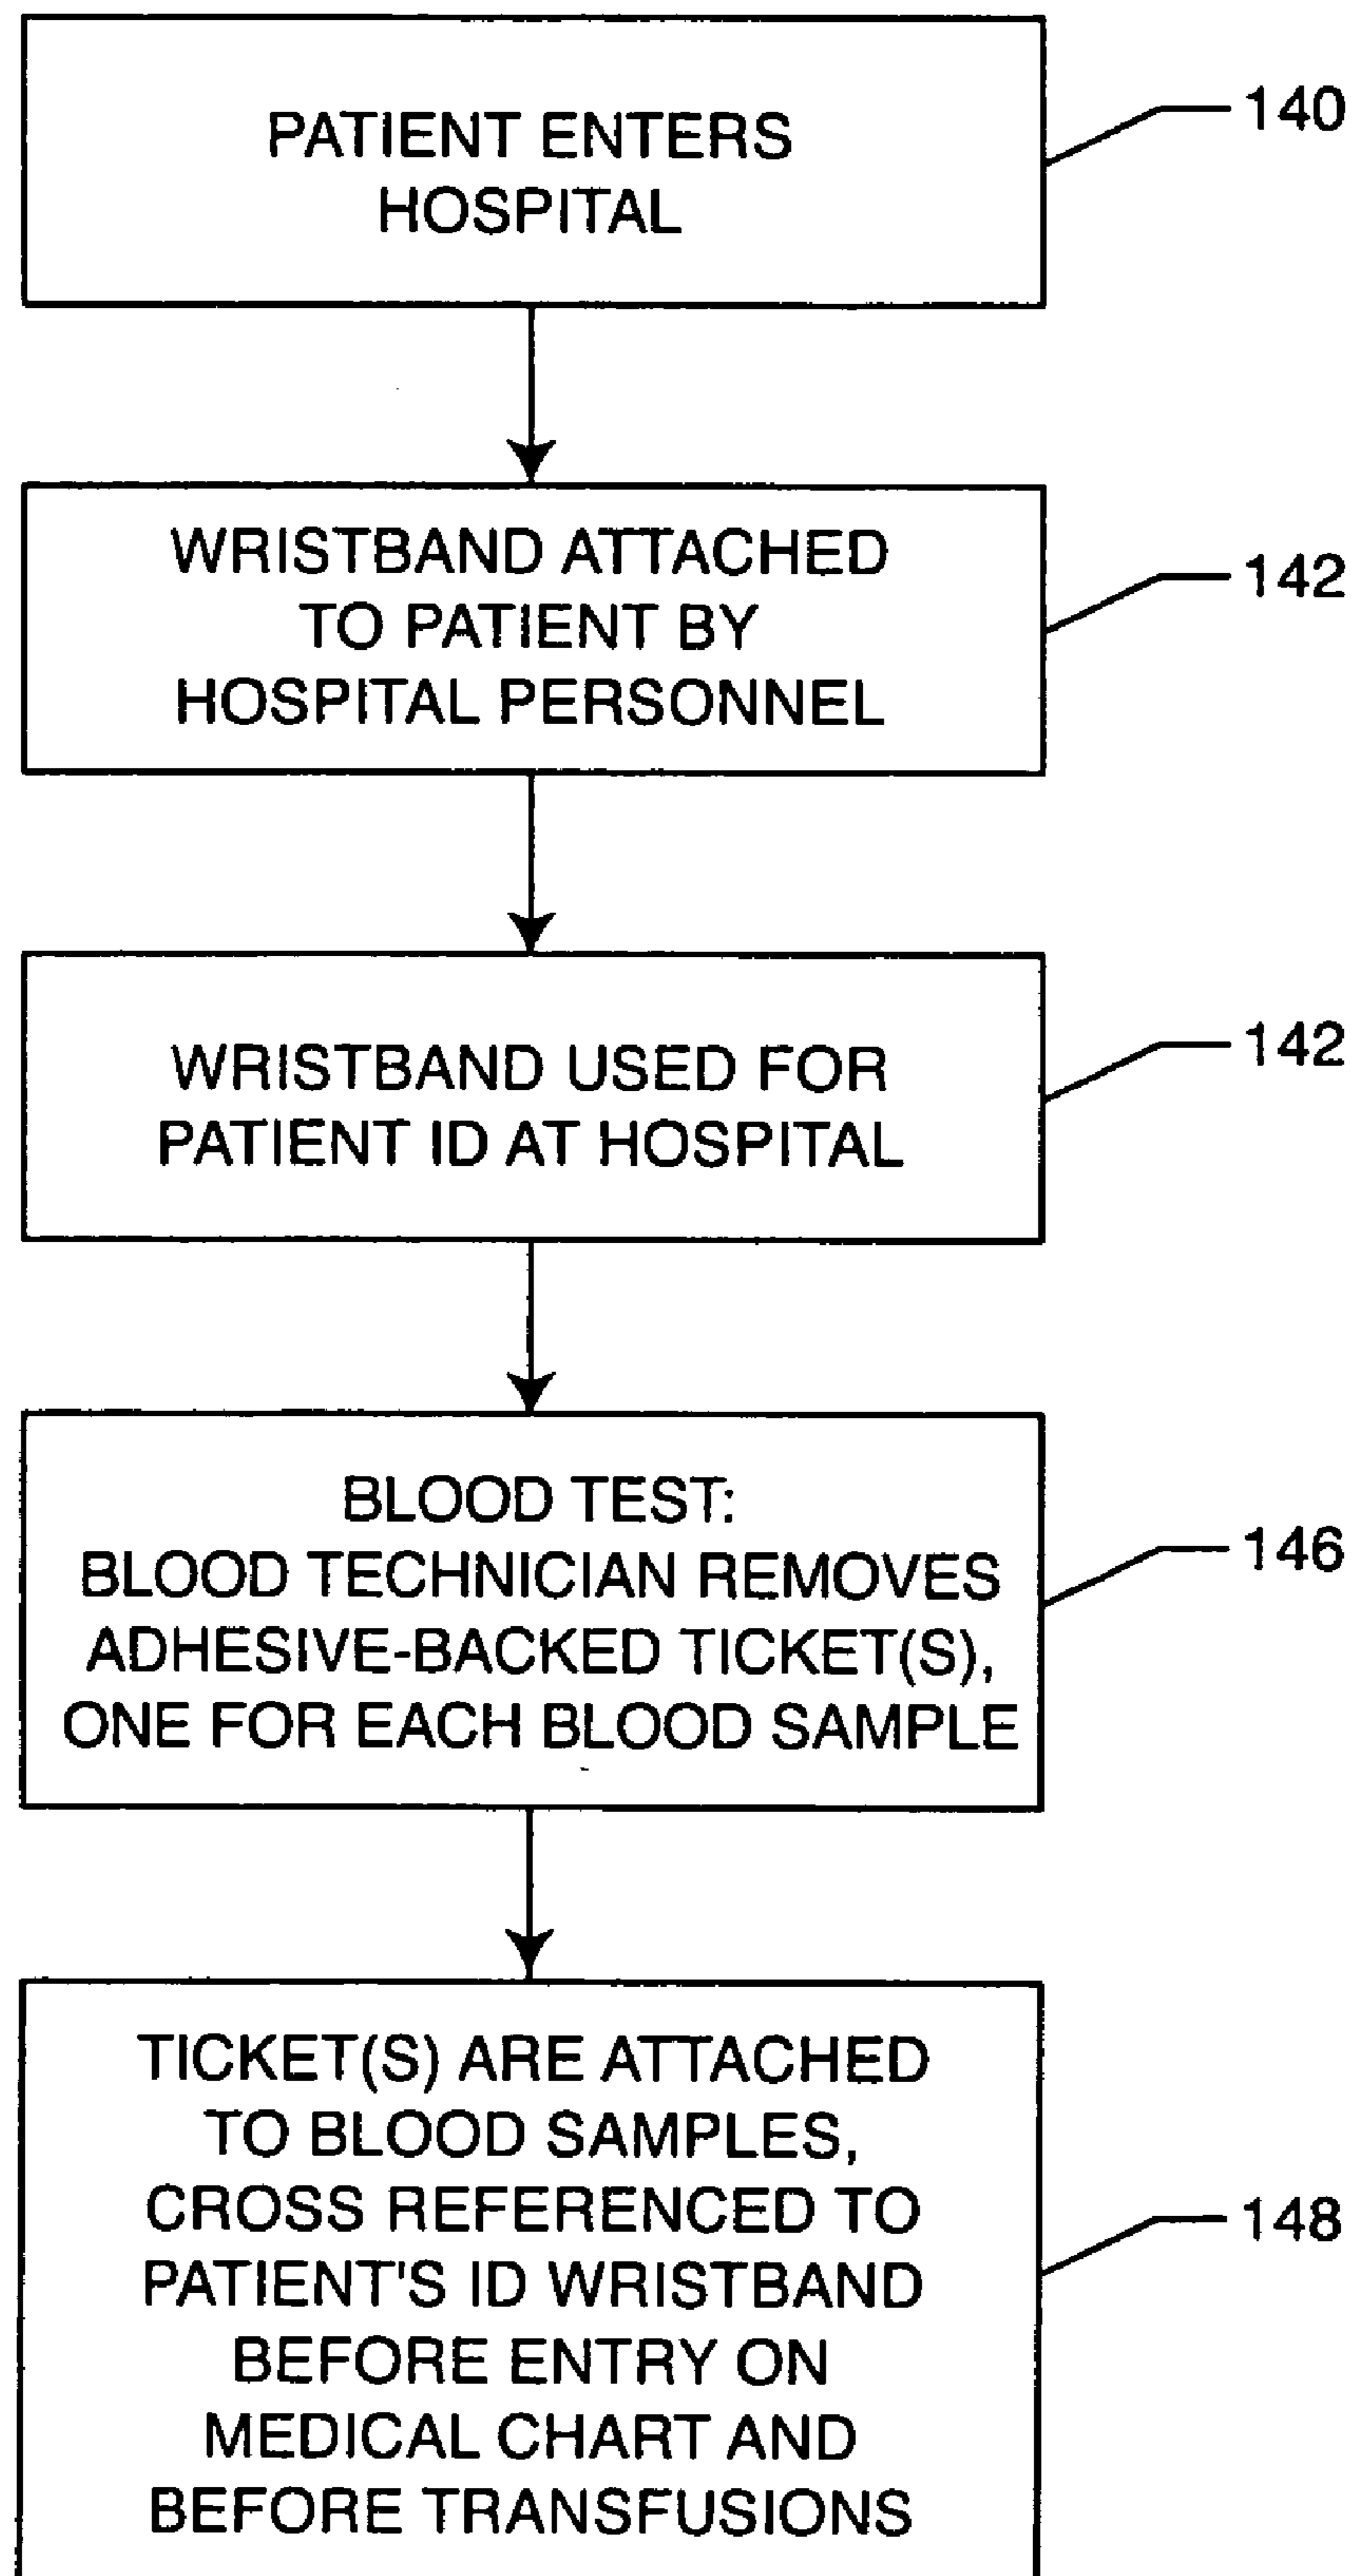 PATIENT ENTERS
HOSPITAL
140
WRISTBAND ATTACHED
TO PATIENT BY
HOSPITAL PERSONNEL
142
WRISTBAND USED FOR
PATIENT ID AT HOSPITAL
142
BLOOD TEST:
BLOOD TECHNICIAN REMOVES
ADHESIVE-BACKED TICKET(S),
ONE FOR EACH BLOOD SAMPLE
146
TICKET(S) ARE ATTACHED
TO BLOOD SAMPLES,
CROSS REFERENCED TO
PATIENT'S ID WRISTBAND
BEFORE ENTRY ON
MEDICAL CHART AND
BEFORE TRANSFUSIONS
148